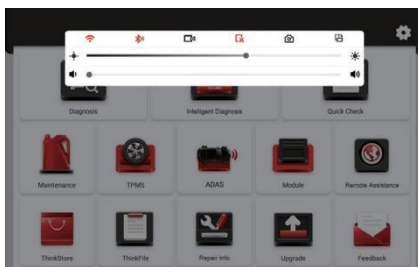 Diagnosis Intelligent Diagnosis Quick Check
Maintenance TPMS ADAS Module Remote Assistance
ThinkStore ThinkFile Repair Info Upgrade Feedback